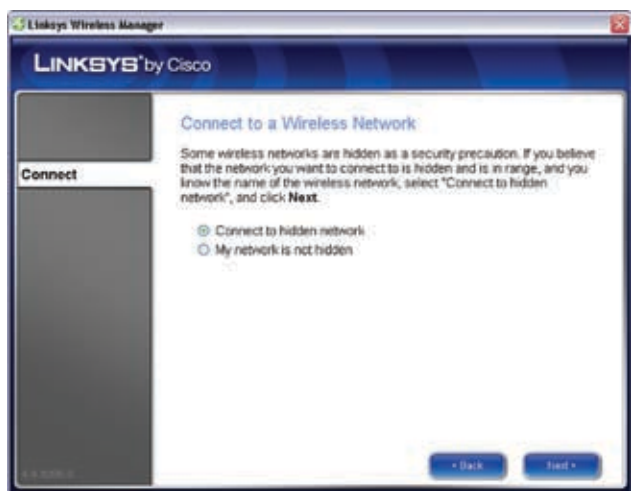 Linksys Wireless Manager
LINKSYS® by Cisco
Connect to a Wireless Network
Some wireless networks are hidden as a security precaution. If you believe
that the network you want to connect to is hidden and is in range, and you
know the name of the wireless network, select "Connect to hidden
network", and click Next.
Connect
Connect to hidden network
My network is not hidden
Back
Next